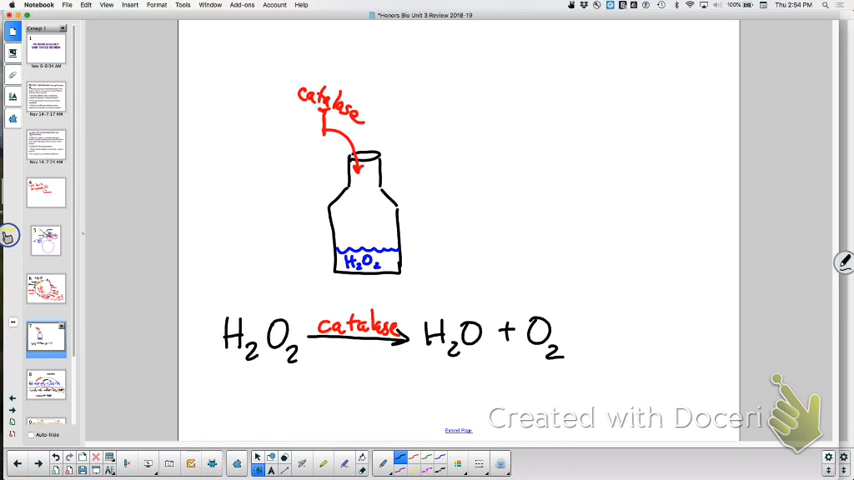 Notebook File Edit View Insert Format Tools Window Add-ons Account Help
100% Thu 2:54 PM
*Honors Bio Unit 3 Review 2018-19
catalase
H₂O₂
H₂O₂ catalase H₂O + O₂
Created with Doceri
Extend Page
Auto-hide